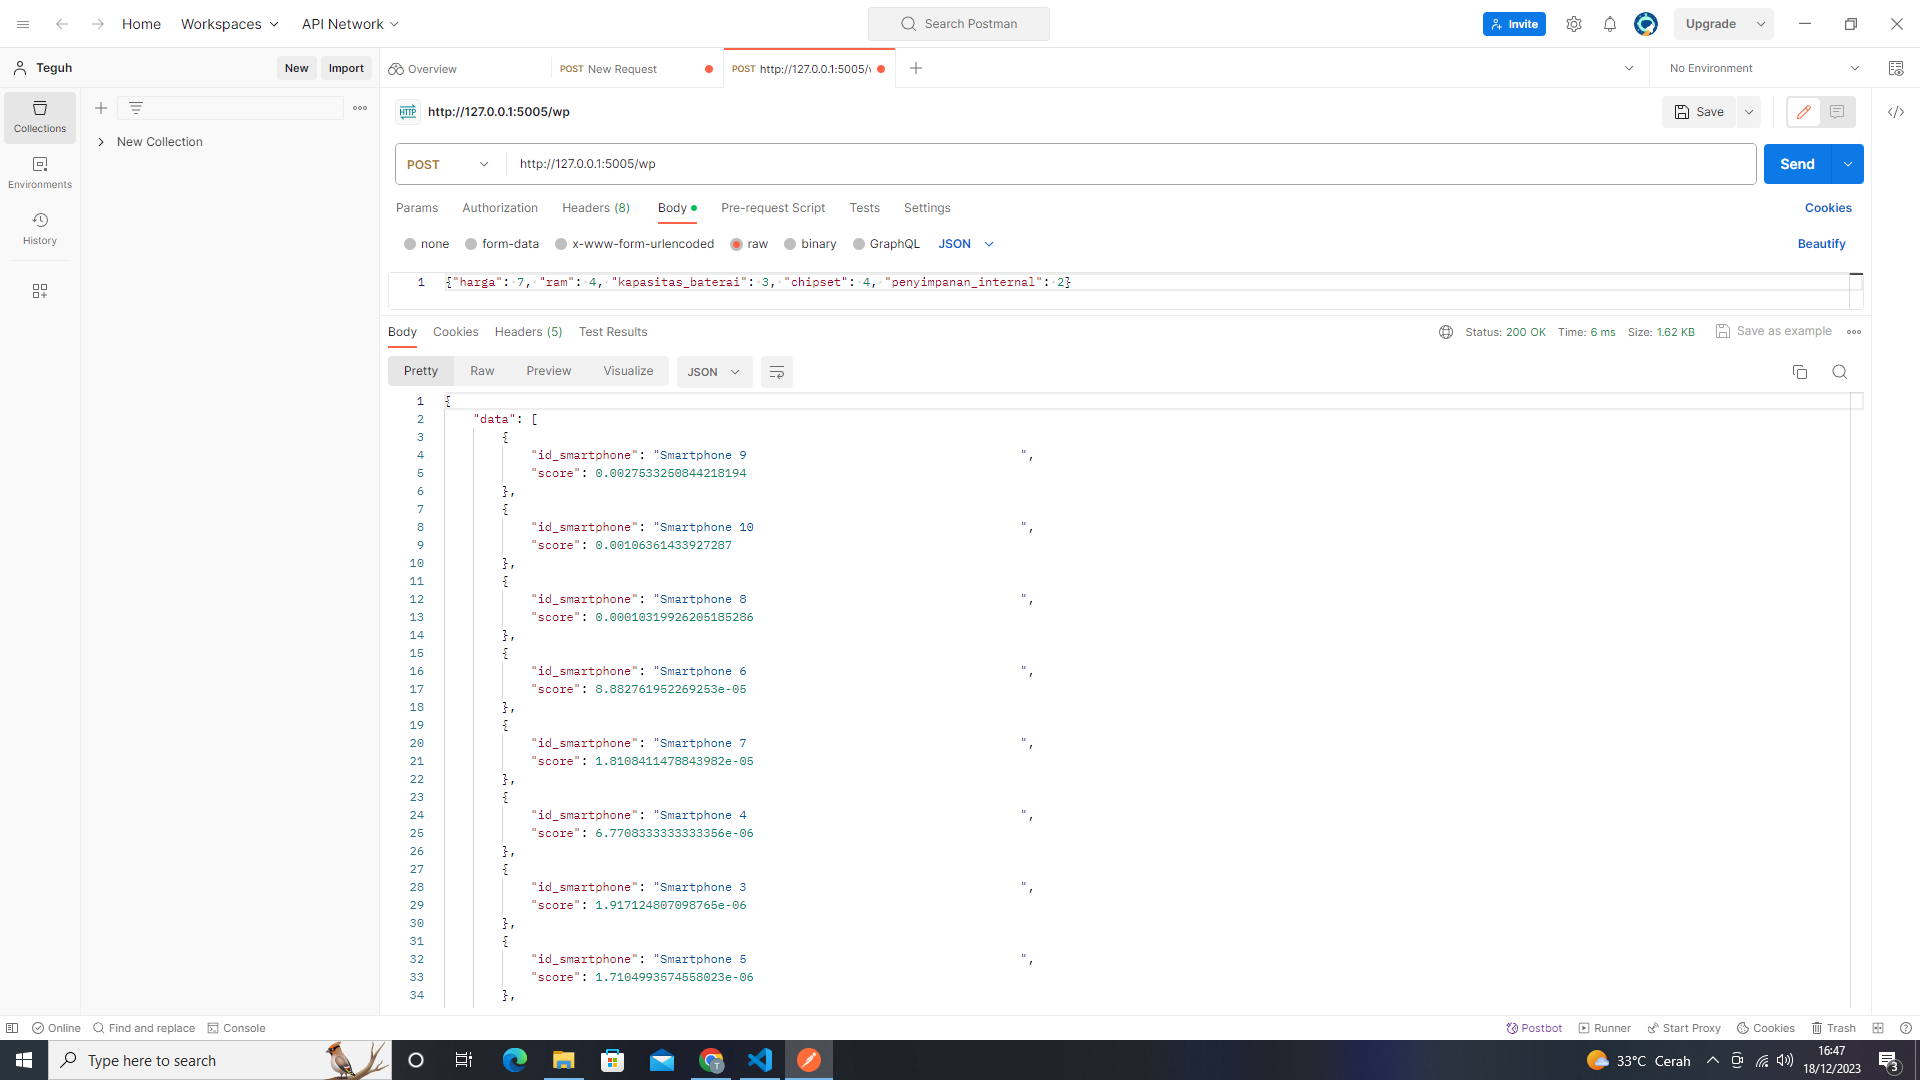 Home Workspaces API Network Search Postman Invite Upgrade
Teguh New Import Overview POST New Request POST http://127.0.0.1:5005/v No Environment
Collections
New Collection
Environments
History
HTTP http://127.0.0.1:5005/wp Save
POST http://127.0.0.1:5005/wp Send
Params Authorization Headers (8) Body Pre-request Script Tests Settings Cookies
none form-data x-www-form-urlencoded raw binary GraphQL JSON Beautify
1 {"harga": 7, "ram": 4, "kapasitas_baterai": 3, "chipset": 4, "penyimpanan_internal": 2}
Body Cookies Headers (5) Test Results Status: 200 OK Time: 6 ms Size: 1.62 KB Save as example
Pretty Raw Preview Visualize JSON
1 {
2 "data": [
3 {
4 "id_smartphone": "Smartphone 9 ",
5 "score": 0.0027533250844218194
6 },
7 {
8 "id_smartphone": "Smartphone 10 ",
9 "score": 0.00106361433927287
10 },
11 {
12 "id_smartphone": "Smartphone 8 ",
13 "score": 0.00010319926205185286
14 },
15 {
16 "id_smartphone": "Smartphone 6 ",
17 "score": 8.882761952269253e-05
18 },
19 {
20 "id_smartphone": "Smartphone 7 ",
21 "score": 1.8108411478843982e-05
22 },
23 {
24 "id_smartphone": "Smartphone 4 ",
25 "score": 6.7708333333333356e-06
26 },
27 {
28 "id_smartphone": "Smartphone 3 ",
29 "score": 1.917124807098765e-06
30 },
31 {
32 "id_smartphone": "Smartphone 5 ",
33 "score": 1.7104993574558023e-06
34 },
Online Find and replace Console Postbot Runner Start Proxy Cookies Trash
Type here to search 33°C Cerah 16:47
18/12/2023 3